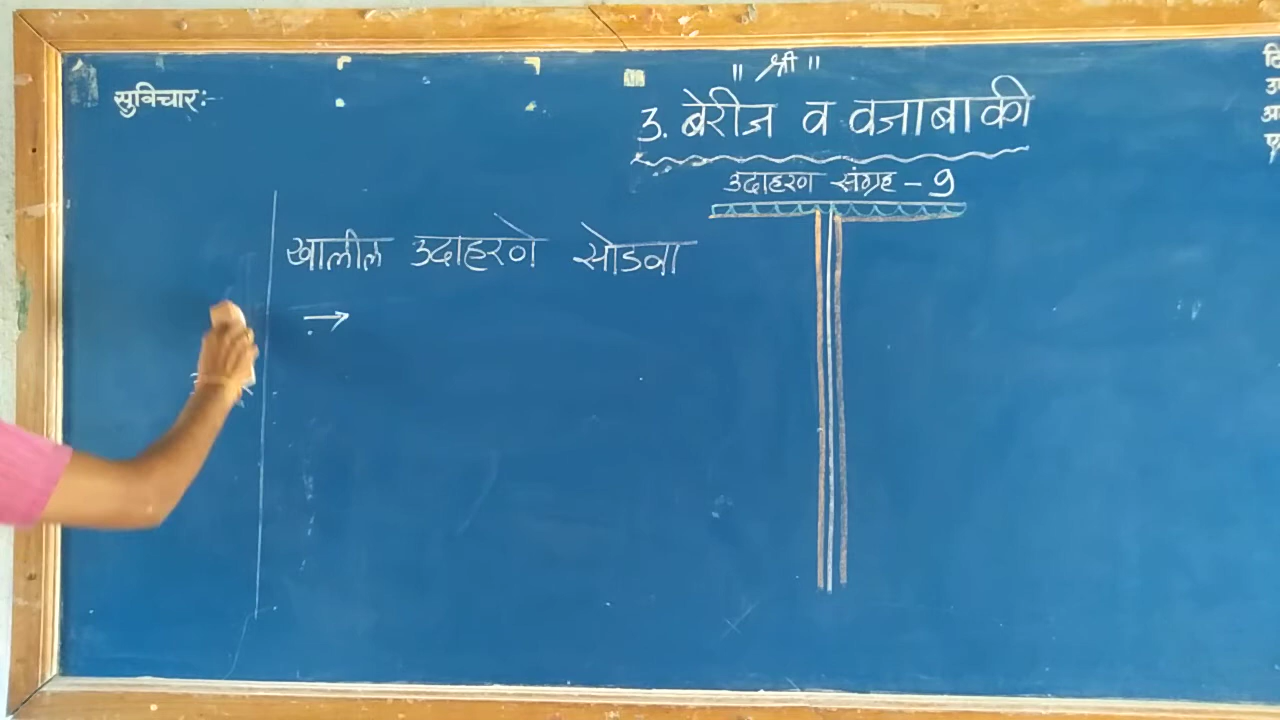 ॥ श्री ॥
सुविचार:-
3. बेरीज व वजाबाकी
उदाहरण संग्रह - 9
खालील उदाहरणे सोडवा
→